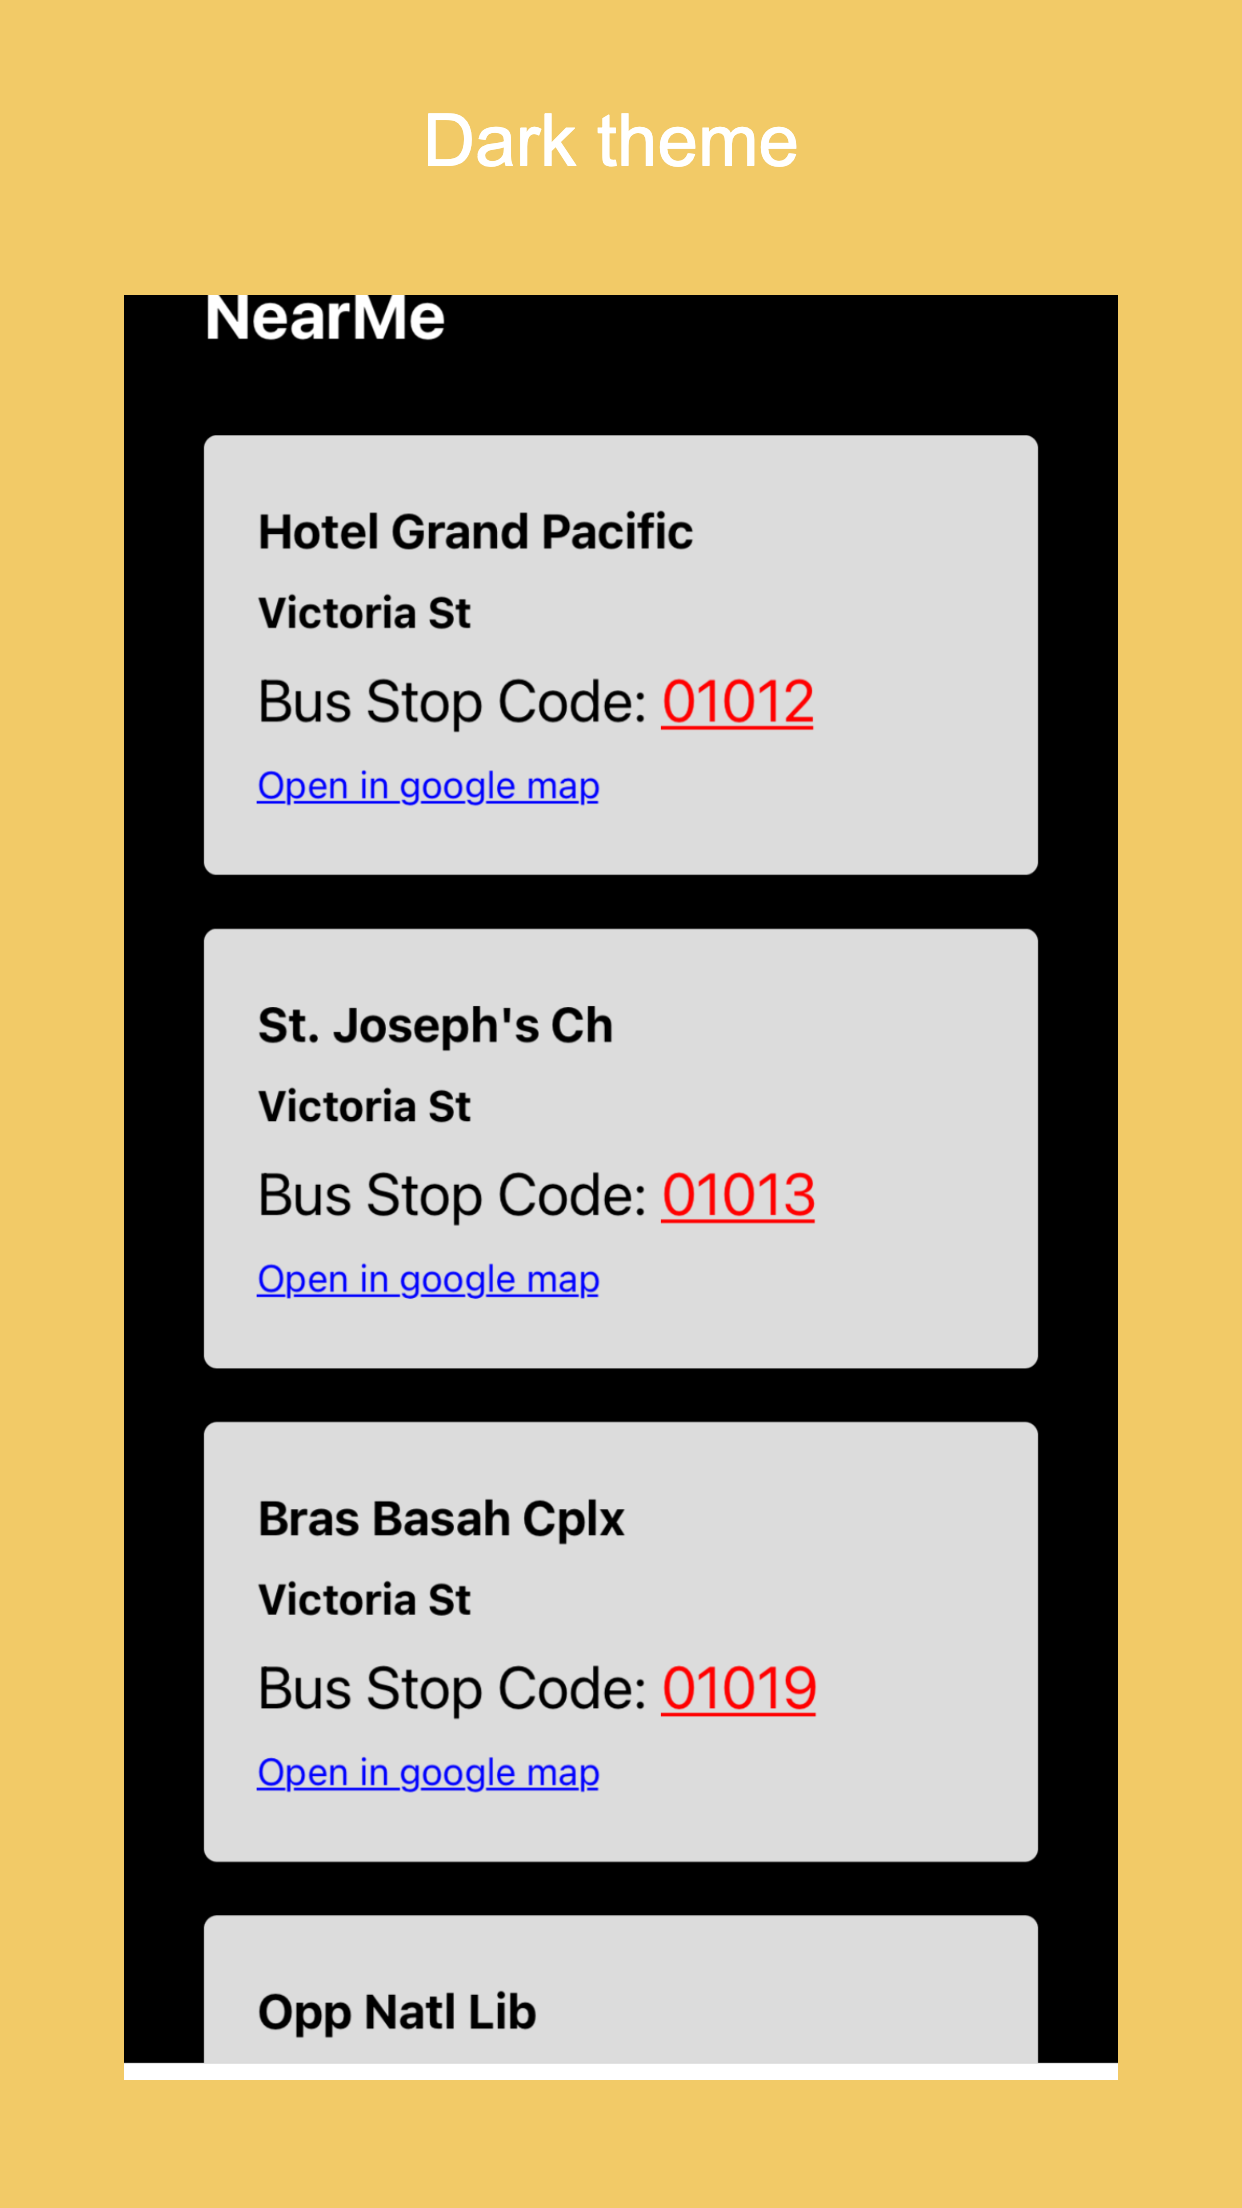 Dark theme
NearMe
Hotel Grand Pacific
Victoria St
Bus Stop Code: 01012
Open in google map
St. Joseph's Ch
Victoria St
Bus Stop Code: 01013
Open in google map
Bras Basah Cplx
Victoria St
Bus Stop Code: 01019
Open in google map
Opp Natl Lib